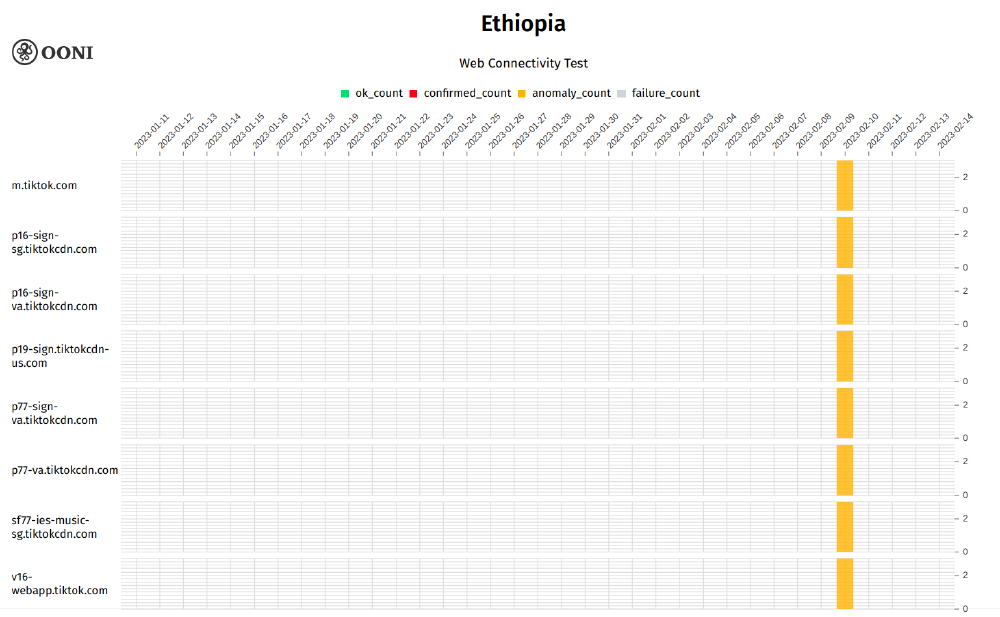 Ethiopia
OONI
Web Connectivity Test
ok_count confirmed_count anomaly_count failure_count
2023-01-11 2023-01-12 2023-01-13 2023-01-14 2023-01-15 2023-01-16 2023-01-17 2023-01-18 2023-01-19 2023-01-20 2023-01-21 2023-01-22 2023-01-23 2023-01-24 2023-01-25 2023-01-26 2023-01-27 2023-01-28 2023-01-29 2023-01-30 2023-01-31 2023-02-01 2023-02-02 2023-02-03 2023-02-04 2023-02-05 2023-02-06 2023-02-07 2023-02-08 2023-02-09 2023-02-10 2023-02-11 2023-02-12 2023-02-13 2023-02-14
m.tiktok.com
2
0
p16-sign-
sg.tiktokcdn.com
2
0
p16-sign-
va.tiktokcdn.com
2
0
p19-sign.tiktokcdn-
us.com
2
0
p77-sign-
va.tiktokcdn.com
2
0
p77-va.tiktokcdn.com
2
0
sf77-ies-music-
sg.tiktokcdn.com
2
0
v16-
webapp.tiktok.com
2
0